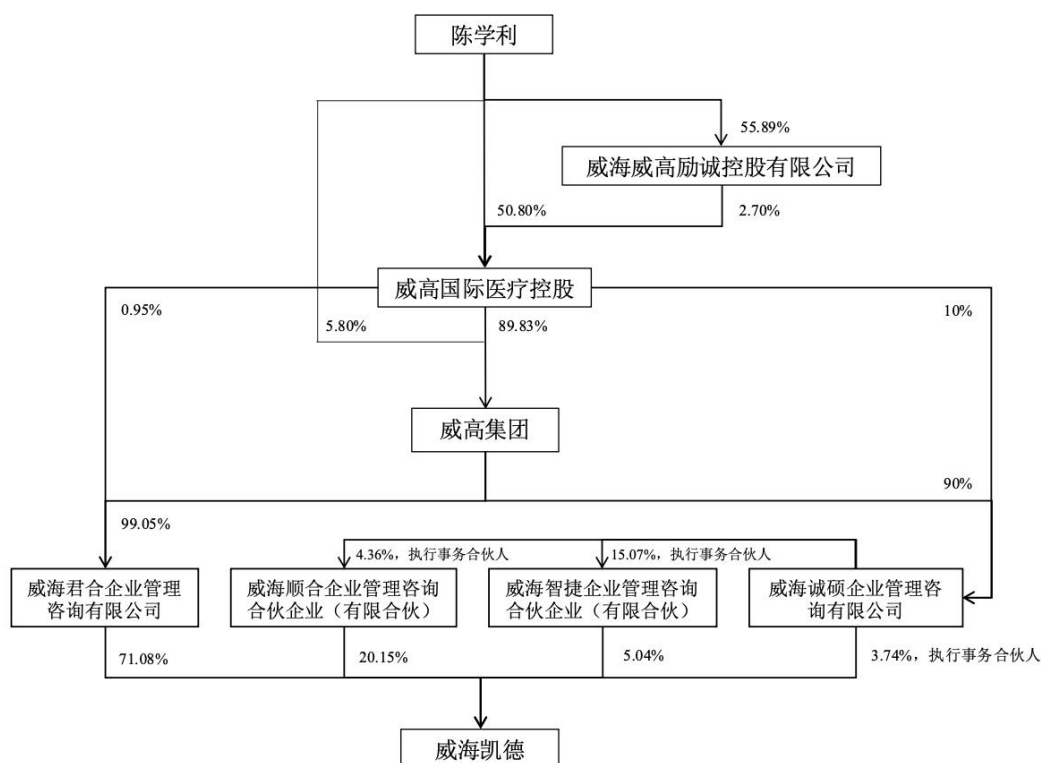 陈学利
55.89%
威海威高励诚控股有限公司
50.80%
2.70%
威高国际医疗控股
0.95%
5.80%
89.83%
10%
威高集团
90%
99.05%
4.36%，执行事务合伙人
15.07%，执行事务合伙人
威海君合企业管理
咨询有限公司
威海顺合企业管理咨询
合伙企业（有限合伙）
威海智捷企业管理咨询
合伙企业（有限合伙）
威海诚硕企业管理咨
询有限公司
71.08%
20.15%
5.04%
3.74%，执行事务合伙人
威海凯德